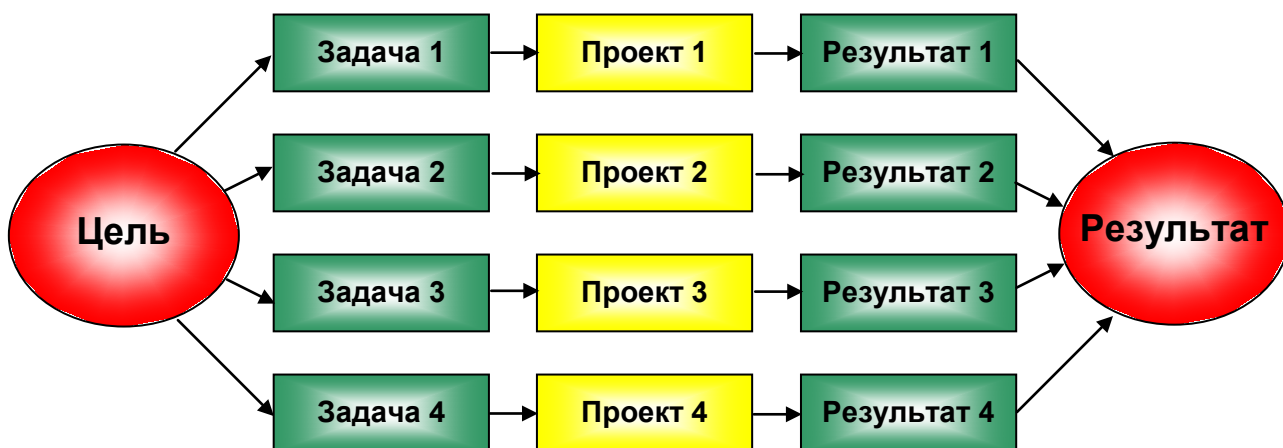 Задача 1
Проект 1
Результат 1
Задача 2
Проект 2
Результат 2
Цель
Результат
Задача 3
Проект 3
Результат 3
Задача 4
Проект 4
Результат 4